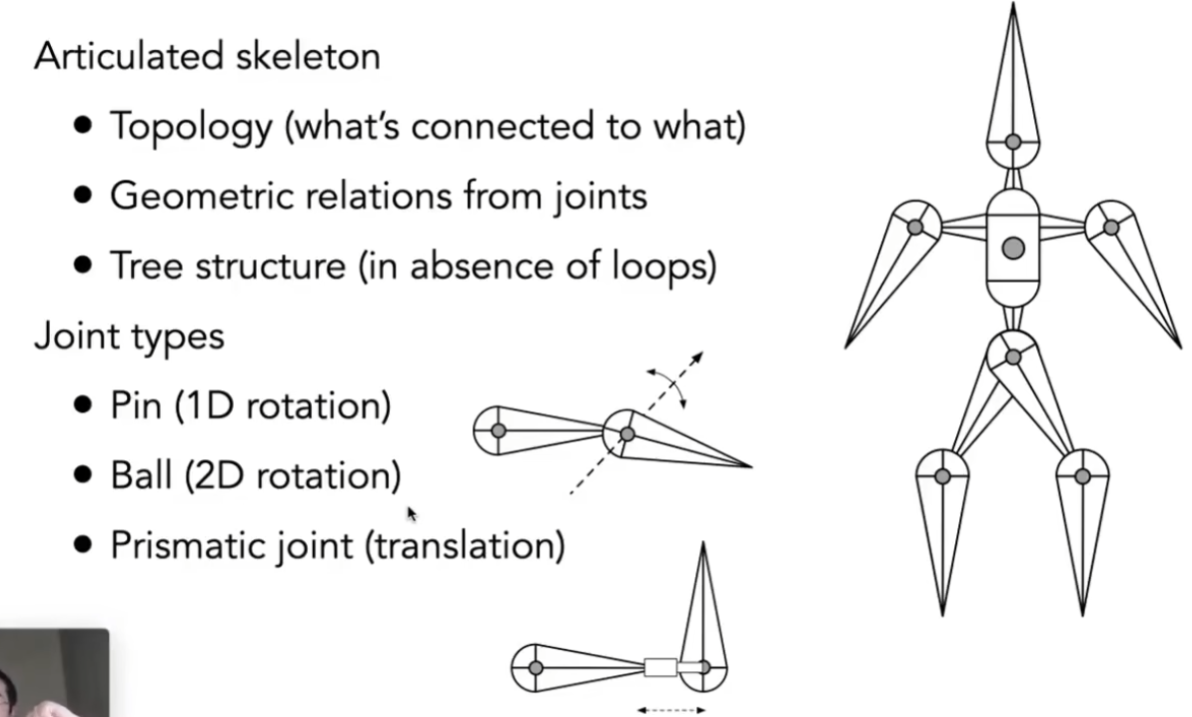 Articulated skeleton
● Topology (what's connected to what)
● Geometric relations from joints
● Tree structure (in absence of loops)
Joint types
● Pin (1D rotation)
● Ball (2D rotation)
● Prismatic joint (translation)